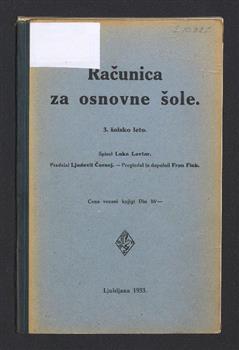 Računica
za osnovne šole.
3. šolsko leto.
Spisal Luka Lavtar.
Predelal Ljudevit Černej. — Pregledal in dopolnil Fran Fink.
Cena vezani knjigi Din 16·—
Ljubljana 1933.